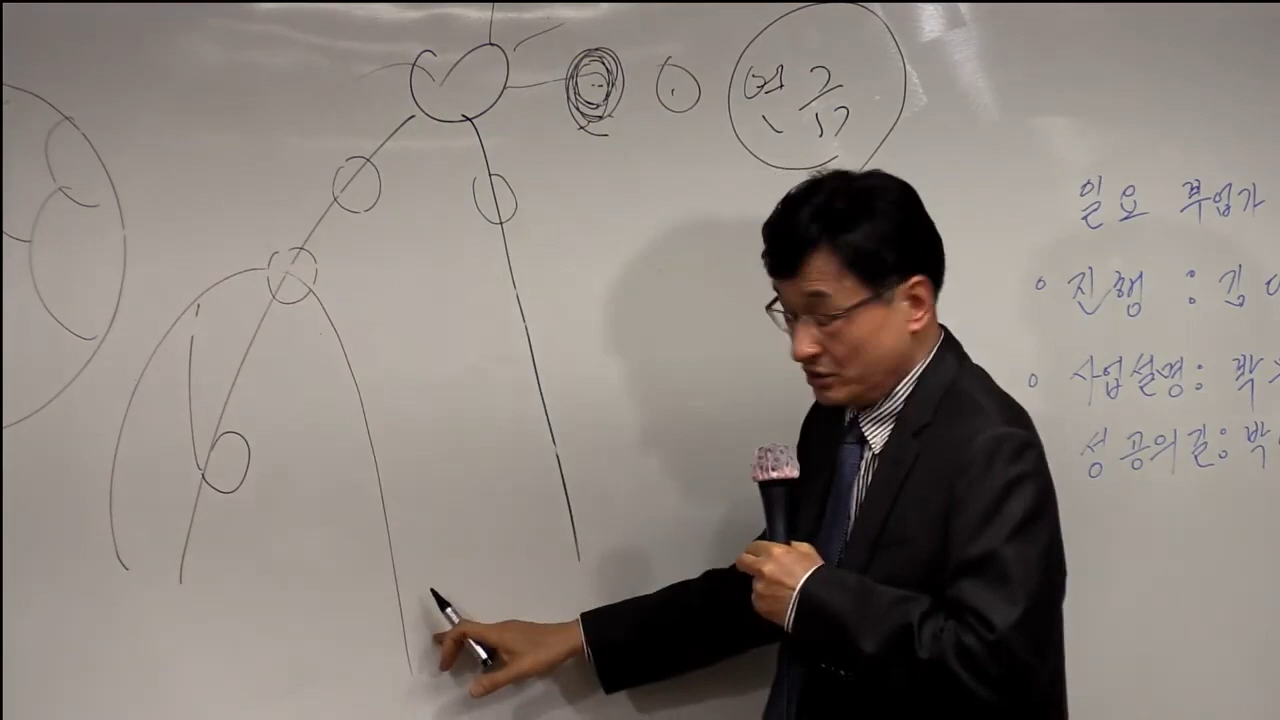 연금
일요 부업가
진행 : 김
사업설명: 박
성공의길: 박